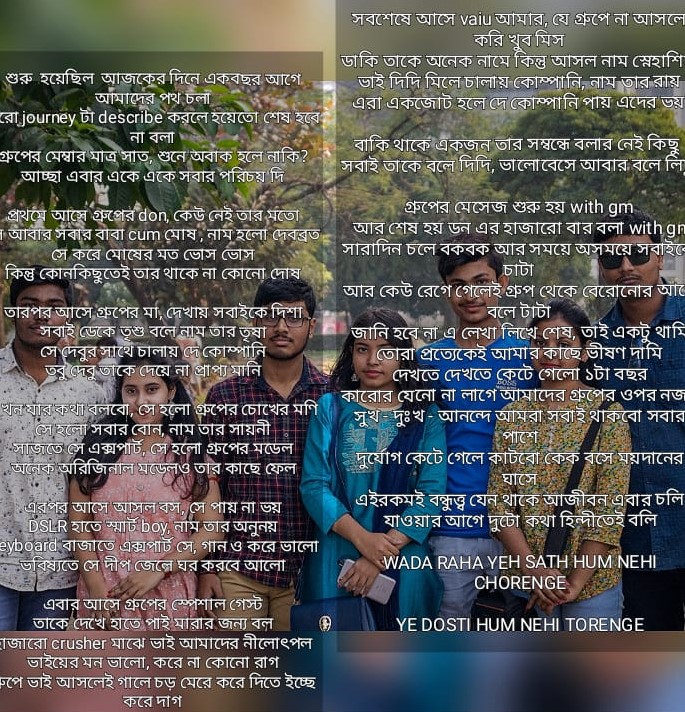 শুরু হয়েছিল আজকের দিনে একবছর আগে
আমাদের পথ চলা
journey টা describe করলে হয়েতো শেষ হবে
না বলা
গ্রুপের মেম্বার মাত্র সাত, শুনে অবাক হলে নাকি?
আচ্ছা এবার একে একে সবার পরিচয় দি
প্রথমে আসে গ্রুপের don, কেউ নেই তার মতো
আবার সবার বাবা cum মোষ, নাম হলো দেবব্রত
সে করে মোষের মত ভোস ভোস
কিন্তু কোনকিছুতেই তার থাকে না কোনো দোষ
তারপর আসে গ্রুপের মা, দেখায় সবাইকে দিশা
সবাই ডেকে তৃশু বলে নাম তার তৃষা
সে দেবুর সাথে চালায় দে কোম্পানি
তবু দেবু তাকে দেয়ে না প্রাপ্য মানি
যার কথা বলবো, সে হলো গ্রুপের চোখের মণি
সে হলো সবার বোন, নাম তার সায়নী
সাজতে সে এক্সপার্ট, সে হলো গ্রুপের মডেল
অনেক অরিজিনাল মডেলও তার কাছে ফেল
এরপর আসে আসল বস, সে পায় না ভয়
DSLR হাতে স্মার্ট boy, নাম তার অনুনয়
বাজাতে এক্সপার্ট সে, গান ও করে ভালো
ভবিষ্যতে সে দীপ জেলে ঘর করবে আলো
এবার আসে গ্রুপের স্পেশাল গেস্ট
তাকে দেখে হাতে পাই মারার জন্য বল
হাজারো crusher মাঝে ভাই আমাদের নীলোৎপল
ভাইয়ের মন ভালো, করে না কোনো রাগ
ভাই আসলেই গালে চড় মেরে করে দিতে ইচ্ছে
করে দাগ
সবশেষে আসে vaiu আমার, যে গ্রুপে না আসলে
করি খুব মিস
ডাকি তাকে অনেক নামে কিন্তু আসল নাম
ভাই দিদি মিলে চালায় কোম্পানি, নাম তার রায়
এরা একজোট হলে দে কোম্পানি পায় এদের ভয়
বাকি থাকে একজন তার সম্বন্ধে বলার নেই কিছু
সবাই তাকে বলে দিদি, ভালোবেসে আবার বলে
গ্রুপের মেসেজ শুরু হয় with gm
আর শেষ হয় ডন এর হাজারো বার বলা with
সারাদিন চলে বকবক আর সময়ে অসময়ে
চাটা
আর কেউ রেগে গেলেই গ্রুপ থেকে বেরোনোর
বলে টাটা
জানি হবে না এ লেখা লিখে শেষ, তাই একটু
তোরা প্রত্যেকেই আমার কাছে ভীষণ দামি
দেখতে দেখতে কেটে গেলো ১টা বছর
কারোর যেনো না লাগে আমাদের গ্রুপের ওপর
সুখ - দুঃখ - আনন্দে আমরা সবাই থাকবো সবার
পাশে
দুর্যোগ কেটে গেলে কাটবো কেক বসে ময়দানের
ঘাসে
এইরকমই বন্ধুত্ব যেন থাকে আজীবন এবার চলি
যাওয়ার আগে দুটো কথা হিন্দীতেই বলি
WADA RAHA YEH SATH HUM NEHI
CHORENGE
YE DOSTI HUM NEHI TORENGE